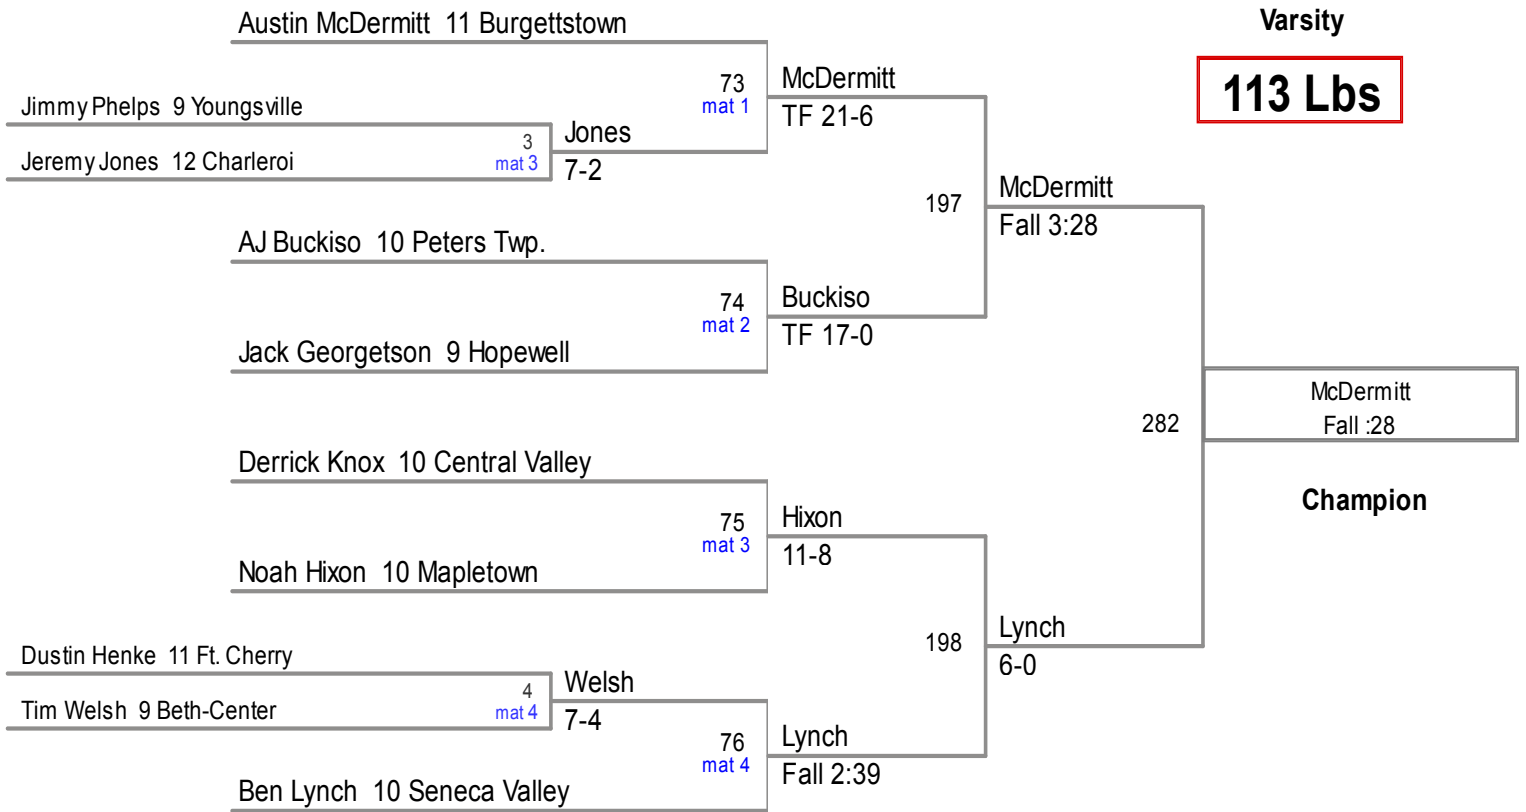 Austin McDermitt 11 Burgettstown
Varsity
113 Lbs
73
mat 1
McDermitt
TF 21-6
Jimmy Phelps 9 Youngsville
3
mat 3
Jones
7-2
Jeremy Jones 12 Charleroi
197
McDermitt
Fall 3:28
AJ Buckiso 10 Peters Twp.
74
mat 2
Buckiso
TF 17-0
Jack Georgetson 9 Hopewell
282
McDermitt
Fall :28
Champion
Derrick Knox 10 Central Valley
75
mat 3
Hixon
11-8
Noah Hixon 10 Mapletown
198
Lynch
6-0
Dustin Henke 11 Ft. Cherry
4
mat 4
Welsh
7-4
Tim Welsh 9 Beth-Center
76
mat 4
Lynch
Fall 2:39
Ben Lynch 10 Seneca Valley